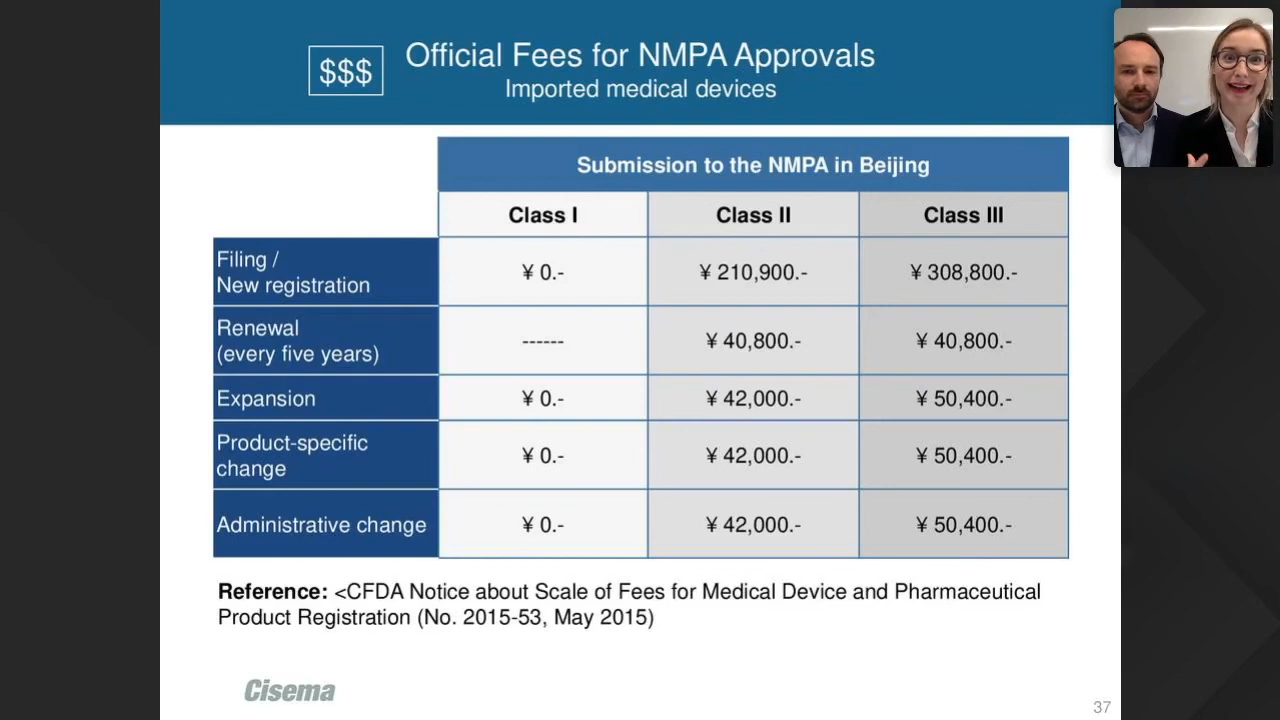 $$$
Official Fees for NMPA Approvals
Imported medical devices
Submission to the NMPA in Beijing
Class I Class II Class III
Filing /
New registration
¥ 0.- ¥ 210,900.- ¥ 308,800.-
Renewal
(every five years)
------ ¥ 40,800.- ¥ 40,800.-
Expansion ¥ 0.- ¥ 42,000.- ¥ 50,400.-
Product-specific
change
¥ 0.- ¥ 42,000.- ¥ 50,400.-
Administrative change ¥ 0.- ¥ 42,000.- ¥ 50,400.-
Reference: <CFDA Notice about Scale of Fees for Medical Device and Pharmaceutical
Product Registration (No. 2015-53, May 2015)
Cisema
37